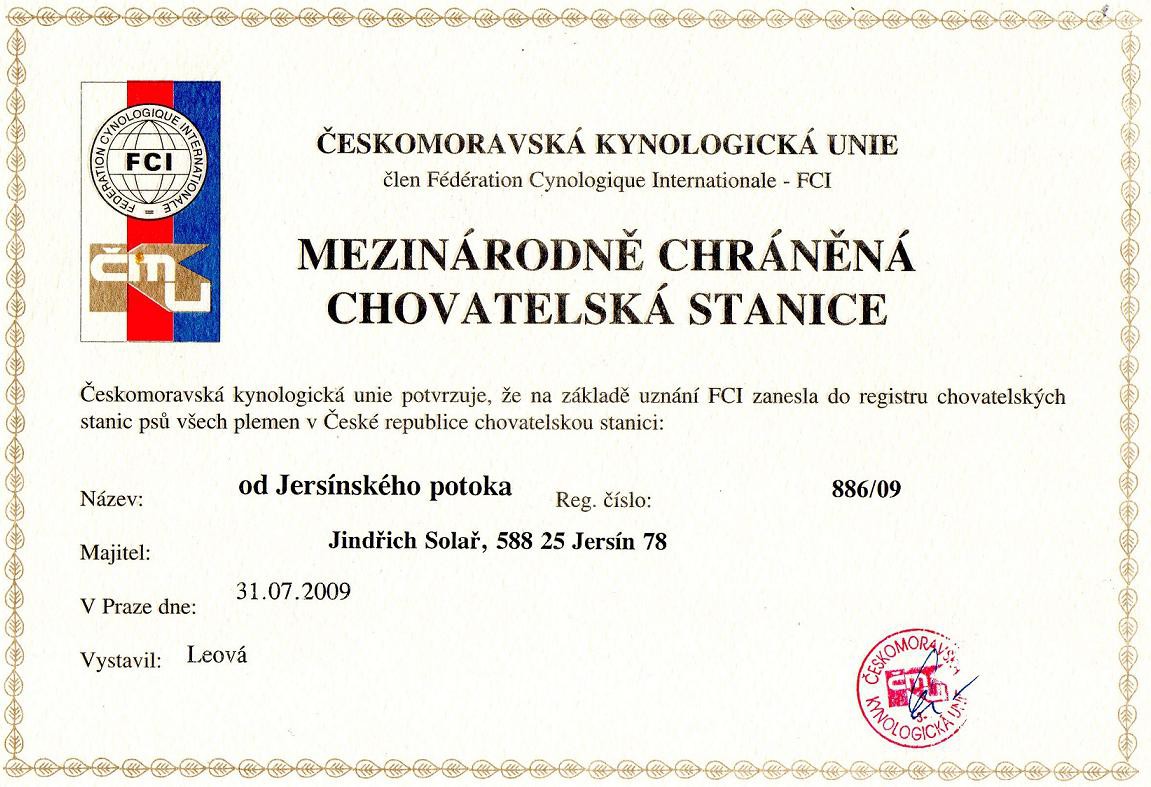 FEDERATION CYNOLOGIQUE INTERNATIONALE
FCI
ČMKU
ČESKOMORAVSKÁ KYNOLOGICKÁ UNIE
člen Fédération Cynologique Internationale - FCI
MEZINÁRODNĚ CHRÁNĚNÁ
CHOVATELSKÁ STANICE
Českomoravská kynologická unie potvrzuje, že na základě uznání FCI zanesla do registru chovatelských
stanic psů všech plemen v České republice chovatelskou stanici:
Název: od Jersínského potoka Reg. číslo: 886/09
Majitel: Jindřich Solař, 588 25 Jersín 78
V Praze dne: 31.07.2009
Vystavil: Leová
ČESKOMORAVSKÁ
KYNOLOGICKÁ UNIE
-3-